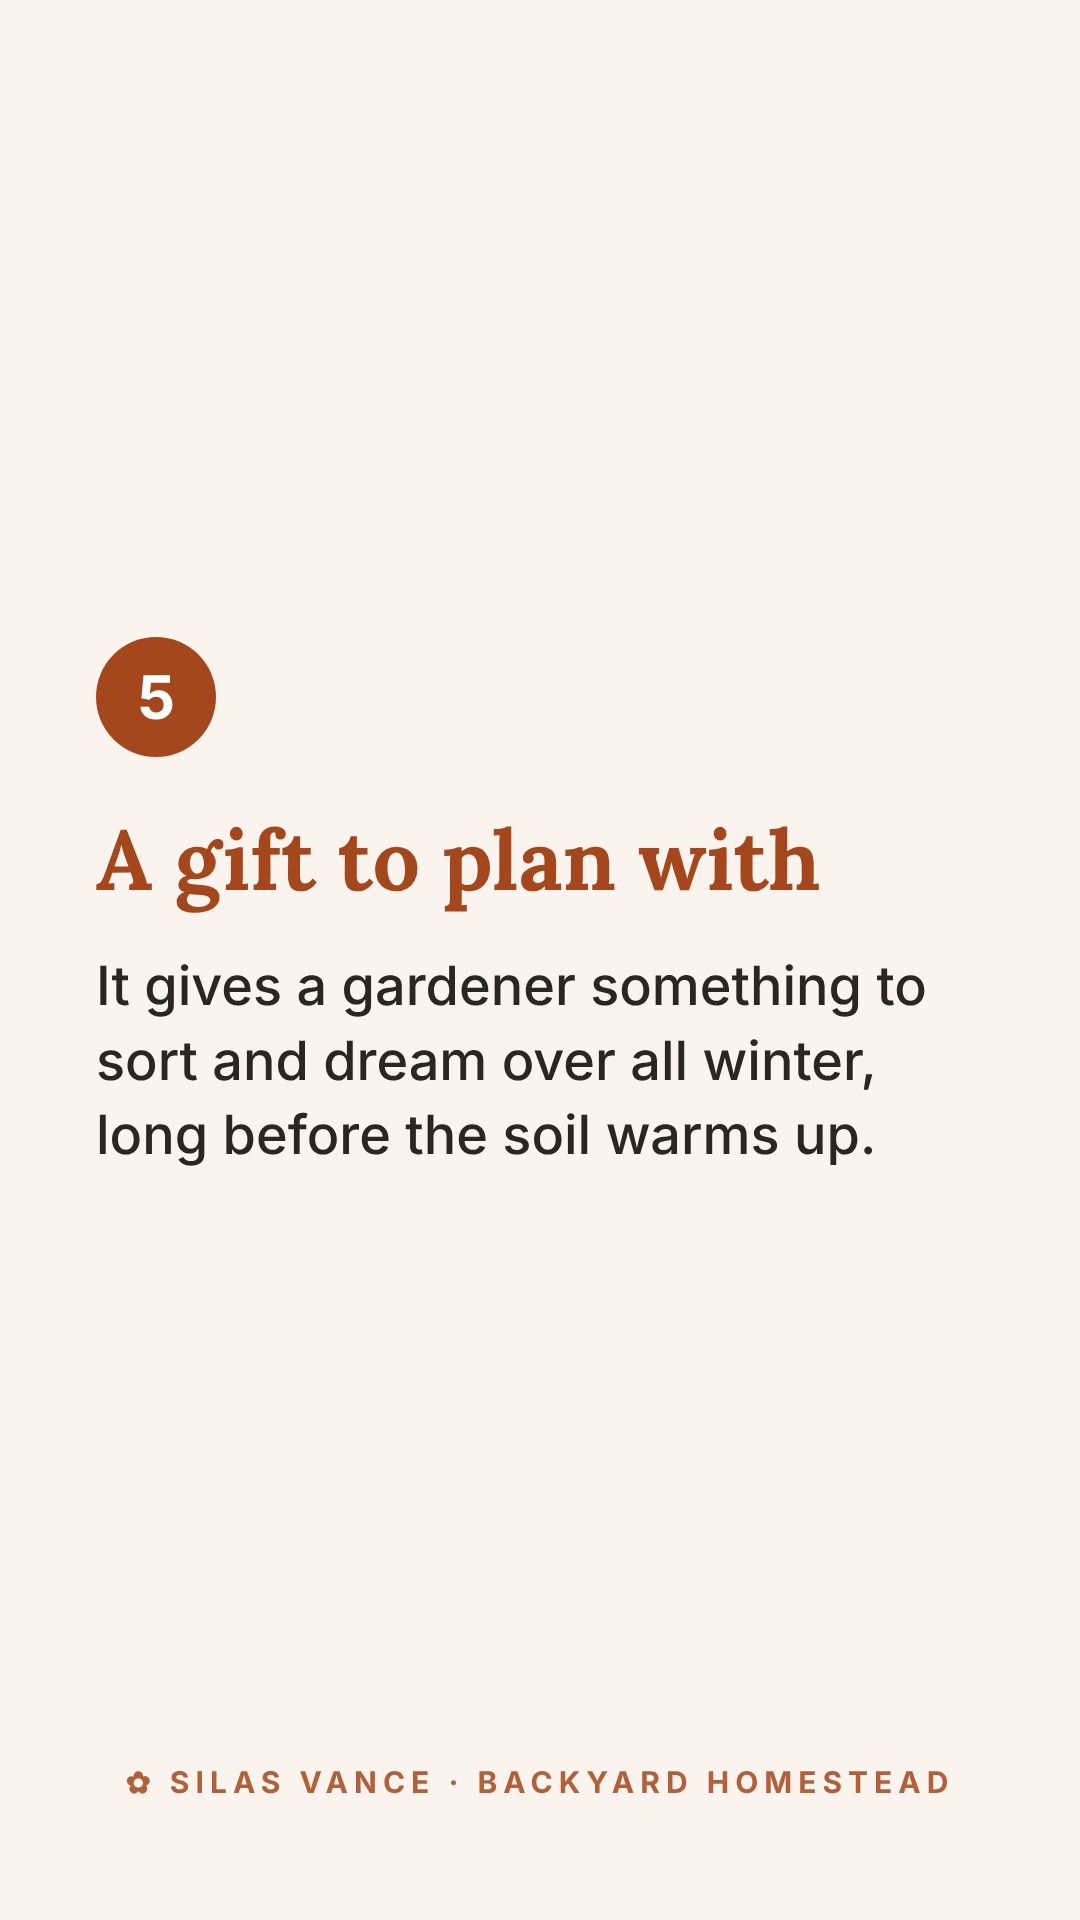 5
A gift to plan with
It gives a gardener something to
sort and dream over all winter,
long before the soil warms up.
✿ SILAS VANCE · BACKYARD HOMESTEAD